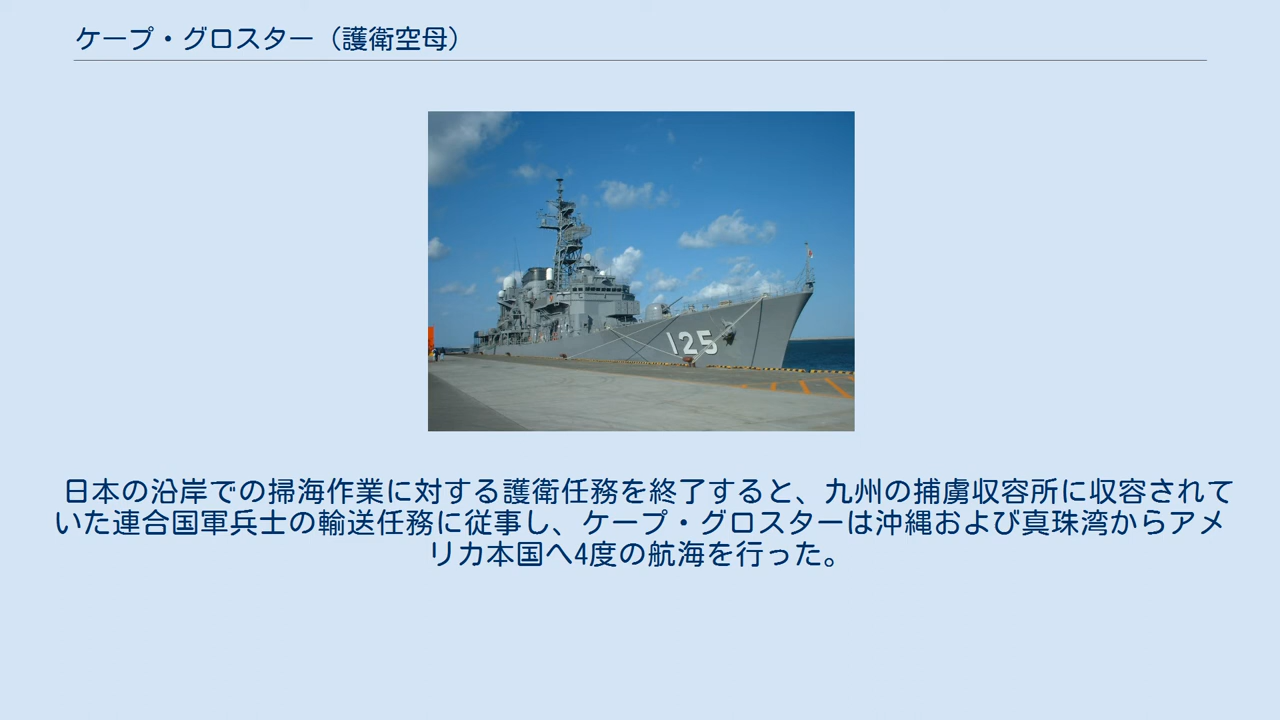 ケープ・グロスター（護衛空母）
125
日本の沿岸での掃海作業に対する護衛任務を終了すると、九州の捕虜収容所に収容されて
いた連合国軍兵士の輸送任務に従事し、ケープ・グロスターは沖縄および真珠湾からアメ
リカ本国へ4度の航海を行った。